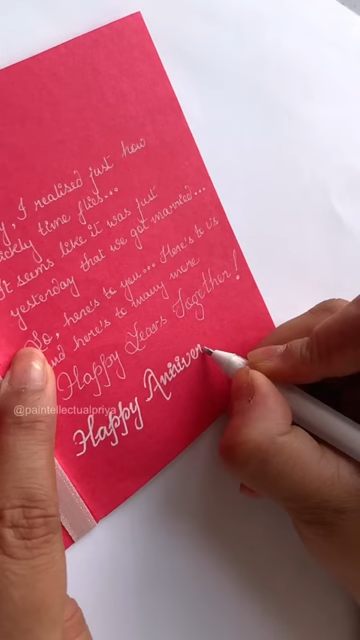 y, I realised just how
ickly time flies...
It seems like it was just
yesterday that we got married...
So, here's to you... Here's to us
and here's to many more
Happy Years Together!
Happy Anniver
@paintellectualpriya